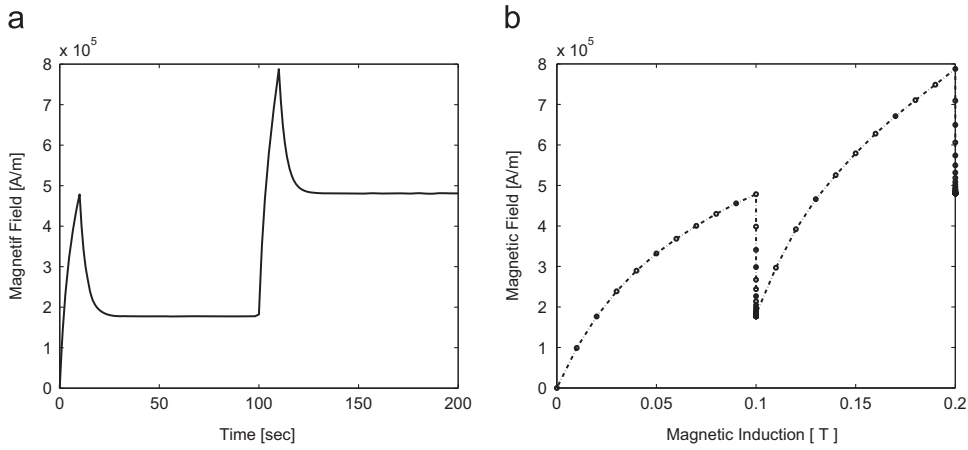 a
x 10^5
8
7
6
5
4
3
2
1
0
Magnetif Field [A/m]
0 50 100 150 200
Time [sec]
b
x 10^5
8
7
6
5
4
3
2
1
0
Magnetic Field [A/m]
0 0.05 0.1 0.15 0.2
Magnetic Induction [ T ]